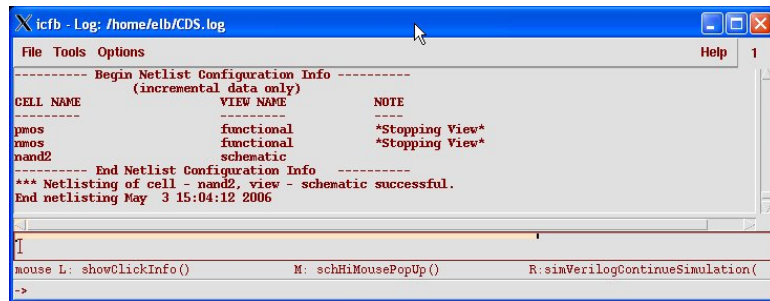 icfb - Log: /home/elb/CDS.log
File Tools Options Help 1
---------- Begin Netlist Configuration Info ----------
(incremental data only)
CELL NAME VIEW NAME NOTE
--------- --------- ----
pmos functional *Stopping View*
nmos functional *Stopping View*
nand2 schematic
---------- End Netlist Configuration Info ----------
*** Netlisting of cell - nand2, view - schematic successful.
End netlisting May 3 15:04:12 2006
mouse L: showClickInfo() M: schHiMousePopUp() R:simVerilogContinueSimulation(
->